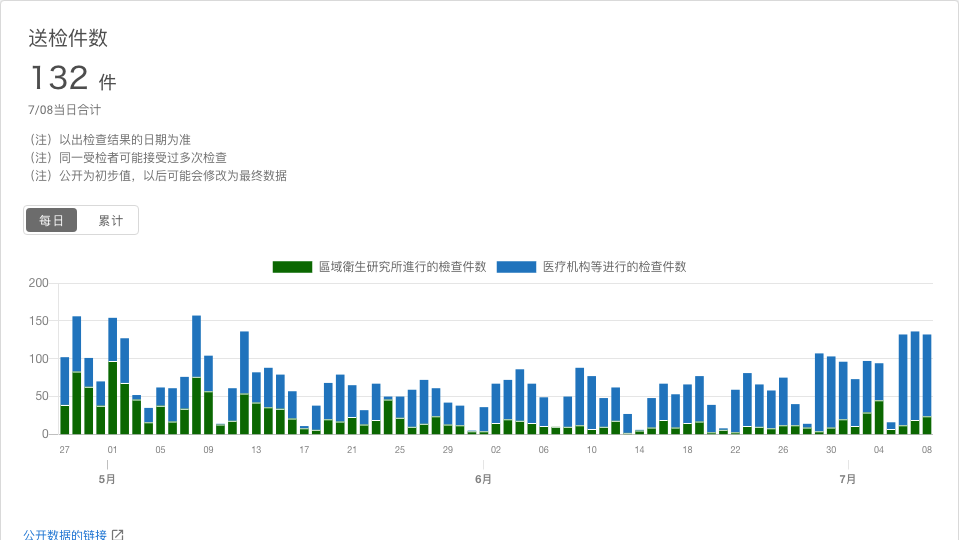 送检件数
132 件
7/08当日合计
（注）以出检查结果的日期为准
（注）同一受检者可能接受过多次检查
（注）公开为初步值，以后可能会修改为最终数据
每日 累计
區域衛生研究所進行的檢查件数 医疗机构等进行的检查件数
200
150
100
50
0
27 01 05 09 13 17 21 25 29 02 06 10 14 18 22 26 30 04 08
5月 6月 7月
公开数据的链接